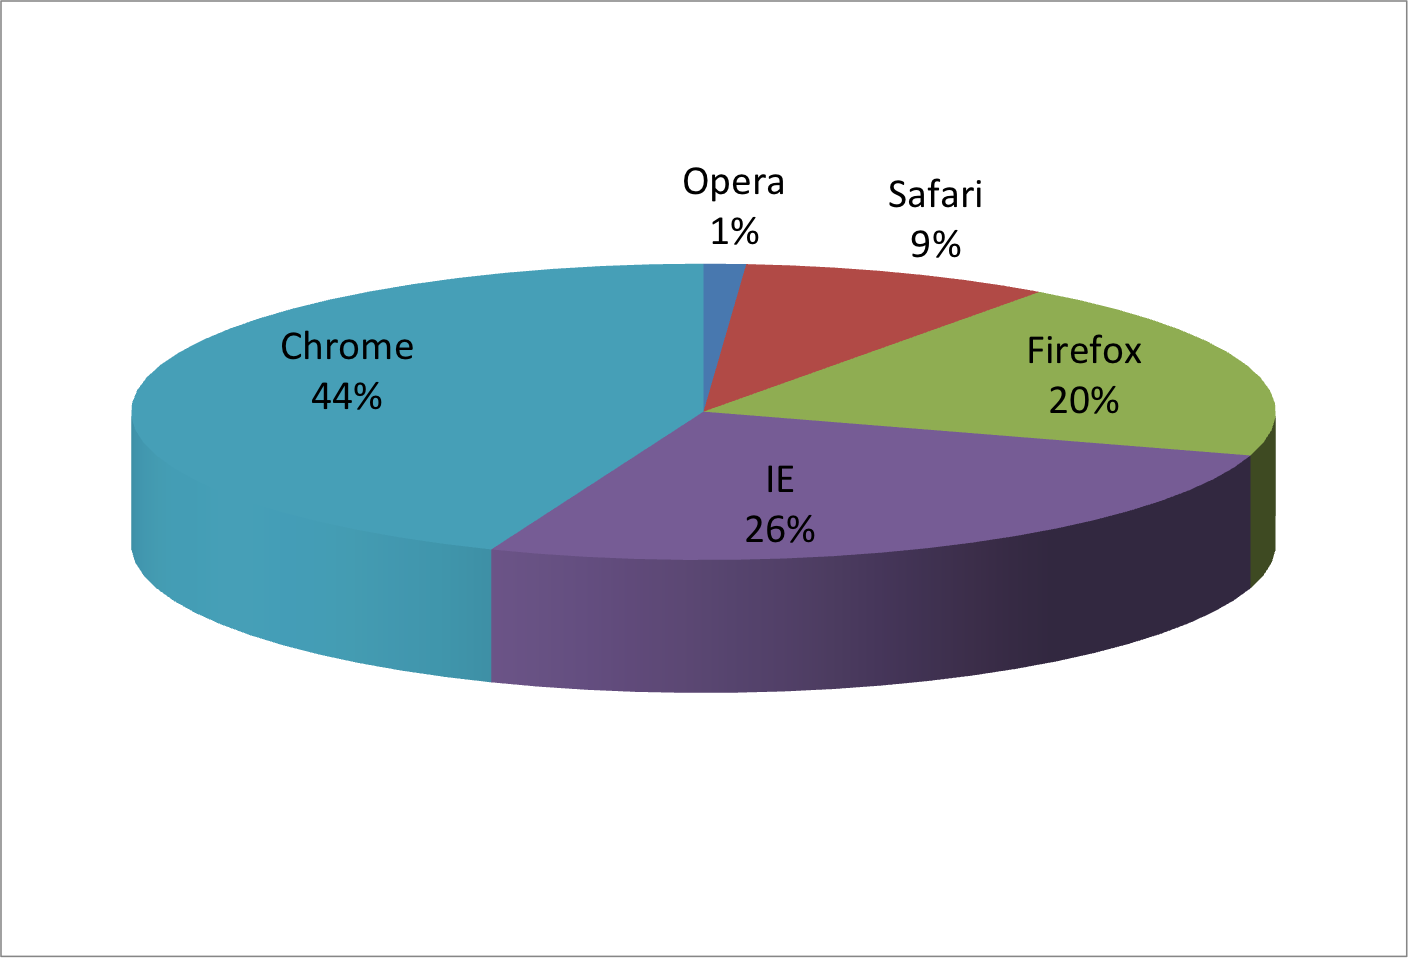 Opera
1%
Safari
9%
Firefox
20%
IE
26%
Chrome
44%